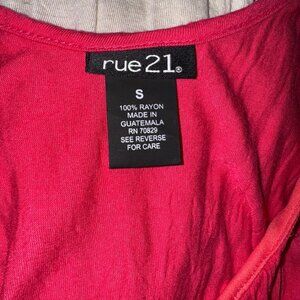 rue21®
S
100% RAYON
MADE IN
GUATEMALA
RN 70829
SEE REVERSE
FOR CARE